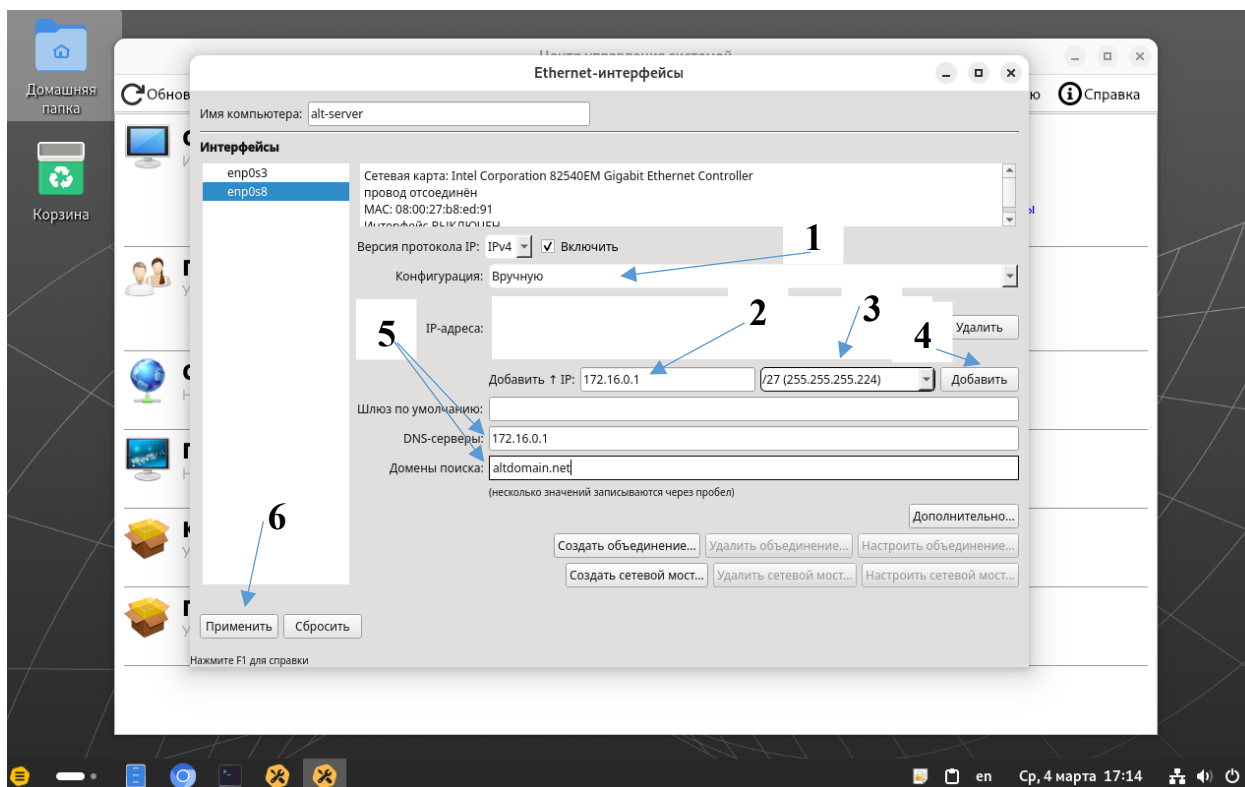 Домашняя
папка
Корзина
Центр управления системой
Справка
Ethernet-интерфейсы
Имя компьютера: alt-server
Интерфейсы
enp0s3
enp0s8
Сетевая карта: Intel Corporation 82540EM Gigabit Ethernet Controller
провод отсоединён
MAC: 08:00:27:b8:ed:91
Интерфейс ВЫКЛЮЧЕН
Версия протокола IP: IPv4 Включить
1
Конфигурация: Вручную
2
3
4
5
IP-адреса:
Удалить
Добавить ↑ IP: 172.16.0.1 /27 (255.255.255.224) Добавить
Шлюз по умолчанию:
DNS-серверы: 172.16.0.1
Домены поиска: altdomain.net
(несколько значений записываются через пробел)
6
Дополнительно...
Создать объединение... Удалить объединение... Настроить объединение...
Создать сетевой мост... Удалить сетевой мост... Настроить сетевой мост...
Применить Сбросить
Нажмите F1 для справки
en Ср, 4 марта 17:14